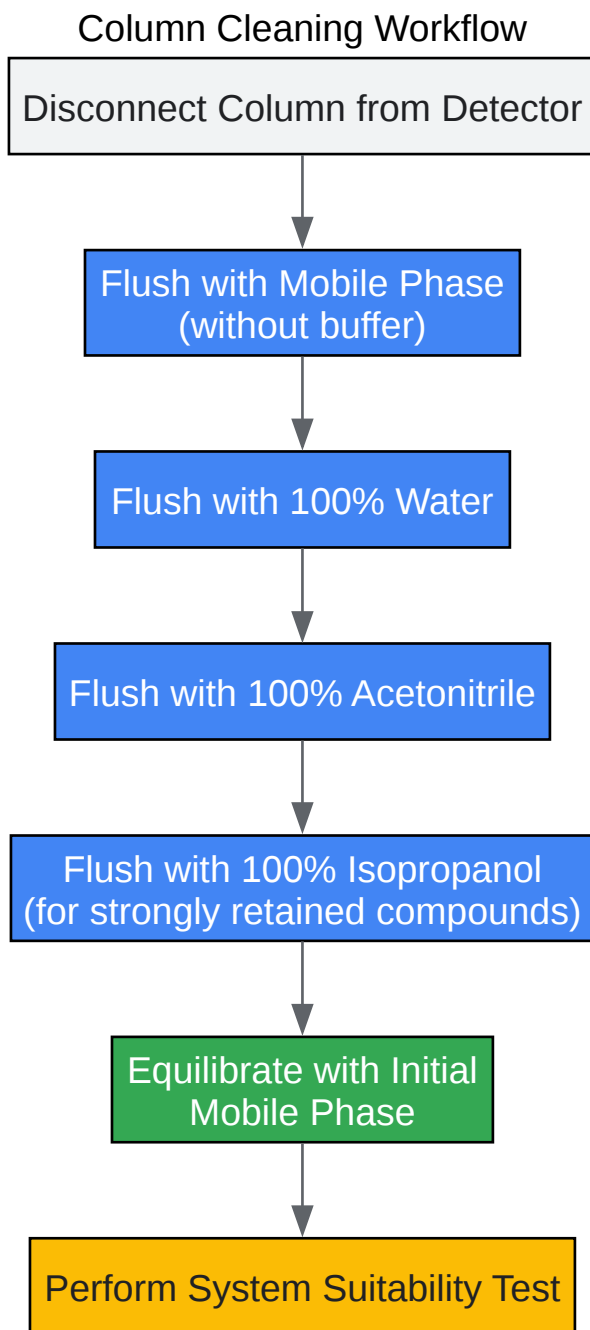 Column Cleaning Workflow
Disconnect Column from Detector
Flush with Mobile Phase
(without buffer)
Flush with 100% Water
Flush with 100% Acetonitrile
Flush with 100% Isopropanol
(for strongly retained compounds)
Equilibrate with Initial
Mobile Phase
Perform System Suitability Test